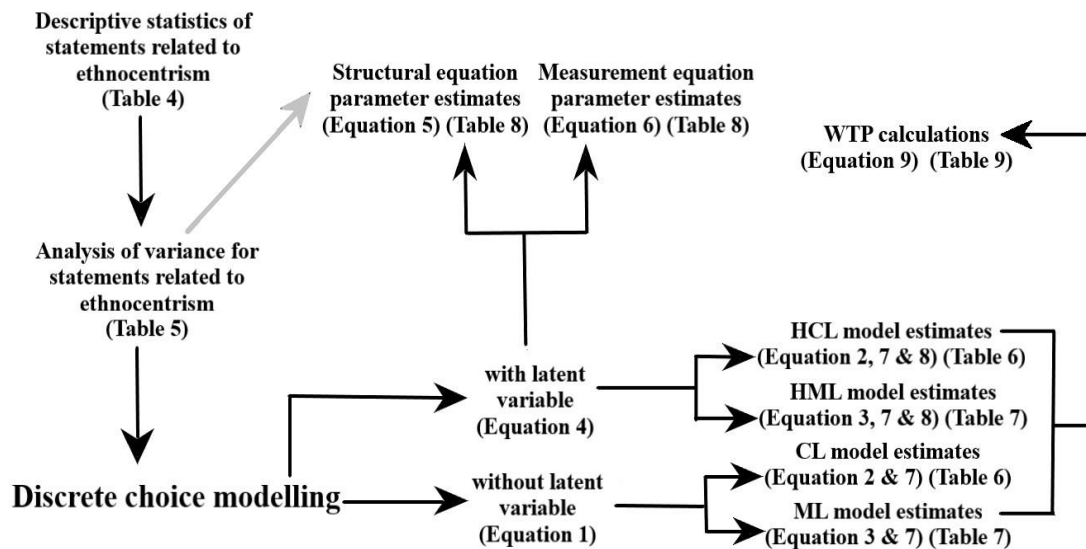 Descriptive statistics of
statements related to
ethnocentrism
(Table 4)
Structural equation
parameter estimates
(Equation 5) (Table 8)
Measurement equation
parameter estimates
(Equation 6) (Table 8)
WTP calculations
(Equation 9) (Table 9)
Analysis of variance for
statements related to
ethnocentrism
(Table 5)
with latent
variable
(Equation 4)
HCL model estimates
(Equation 2, 7 & 8) (Table 6)
HML model estimates
(Equation 3, 7 & 8) (Table 7)
Discrete choice modelling
without latent
variable
(Equation 1)
CL model estimates
(Equation 2 & 7) (Table 6)
ML model estimates
(Equation 3 & 7) (Table 7)